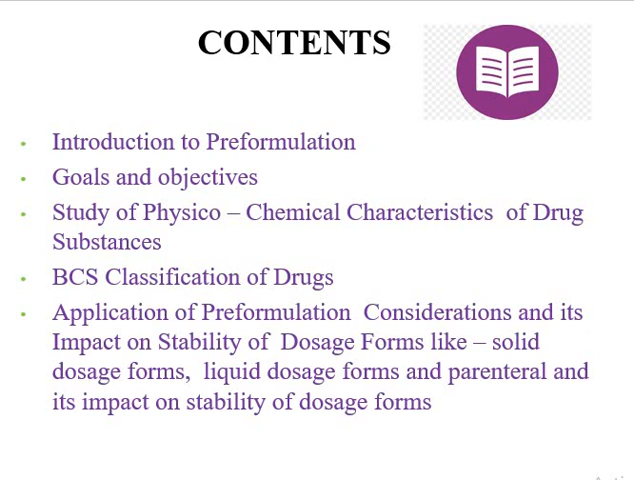 CONTENTS
• Introduction to Preformulation
• Goals and objectives
• Study of Physico – Chemical Characteristics of Drug
Substances
• BCS Classification of Drugs
• Application of Preformulation Considerations and its
Impact on Stability of Dosage Forms like – solid
dosage forms, liquid dosage forms and parenteral and
its impact on stability of dosage forms